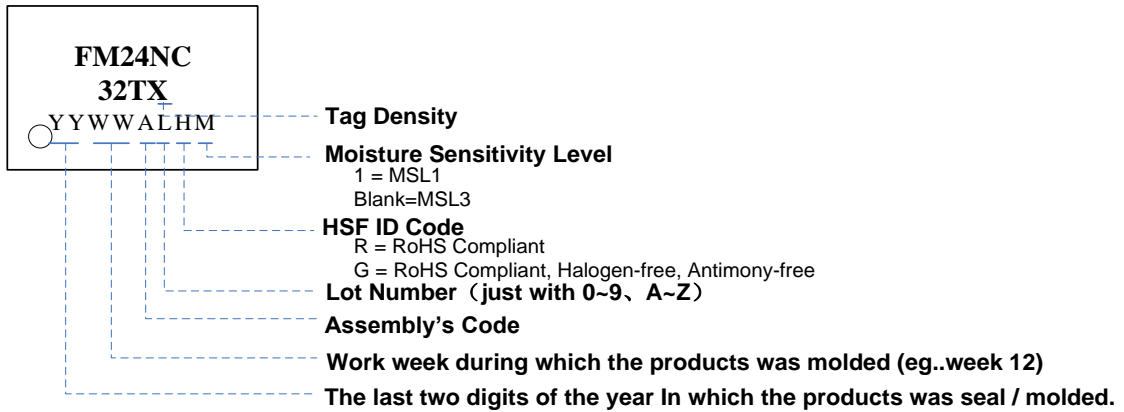 FM24NC
32TX
YYWWALHM
Tag Density
Moisture Sensitivity Level
1 = MSL1
Blank=MSL3
HSF ID Code
R = RoHS Compliant
G = RoHS Compliant, Halogen-free, Antimony-free
Lot Number（just with 0~9、A~Z）
Assembly’s Code
Work week during which the products was molded (eg..week 12)
The last two digits of the year In which the products was seal / molded.